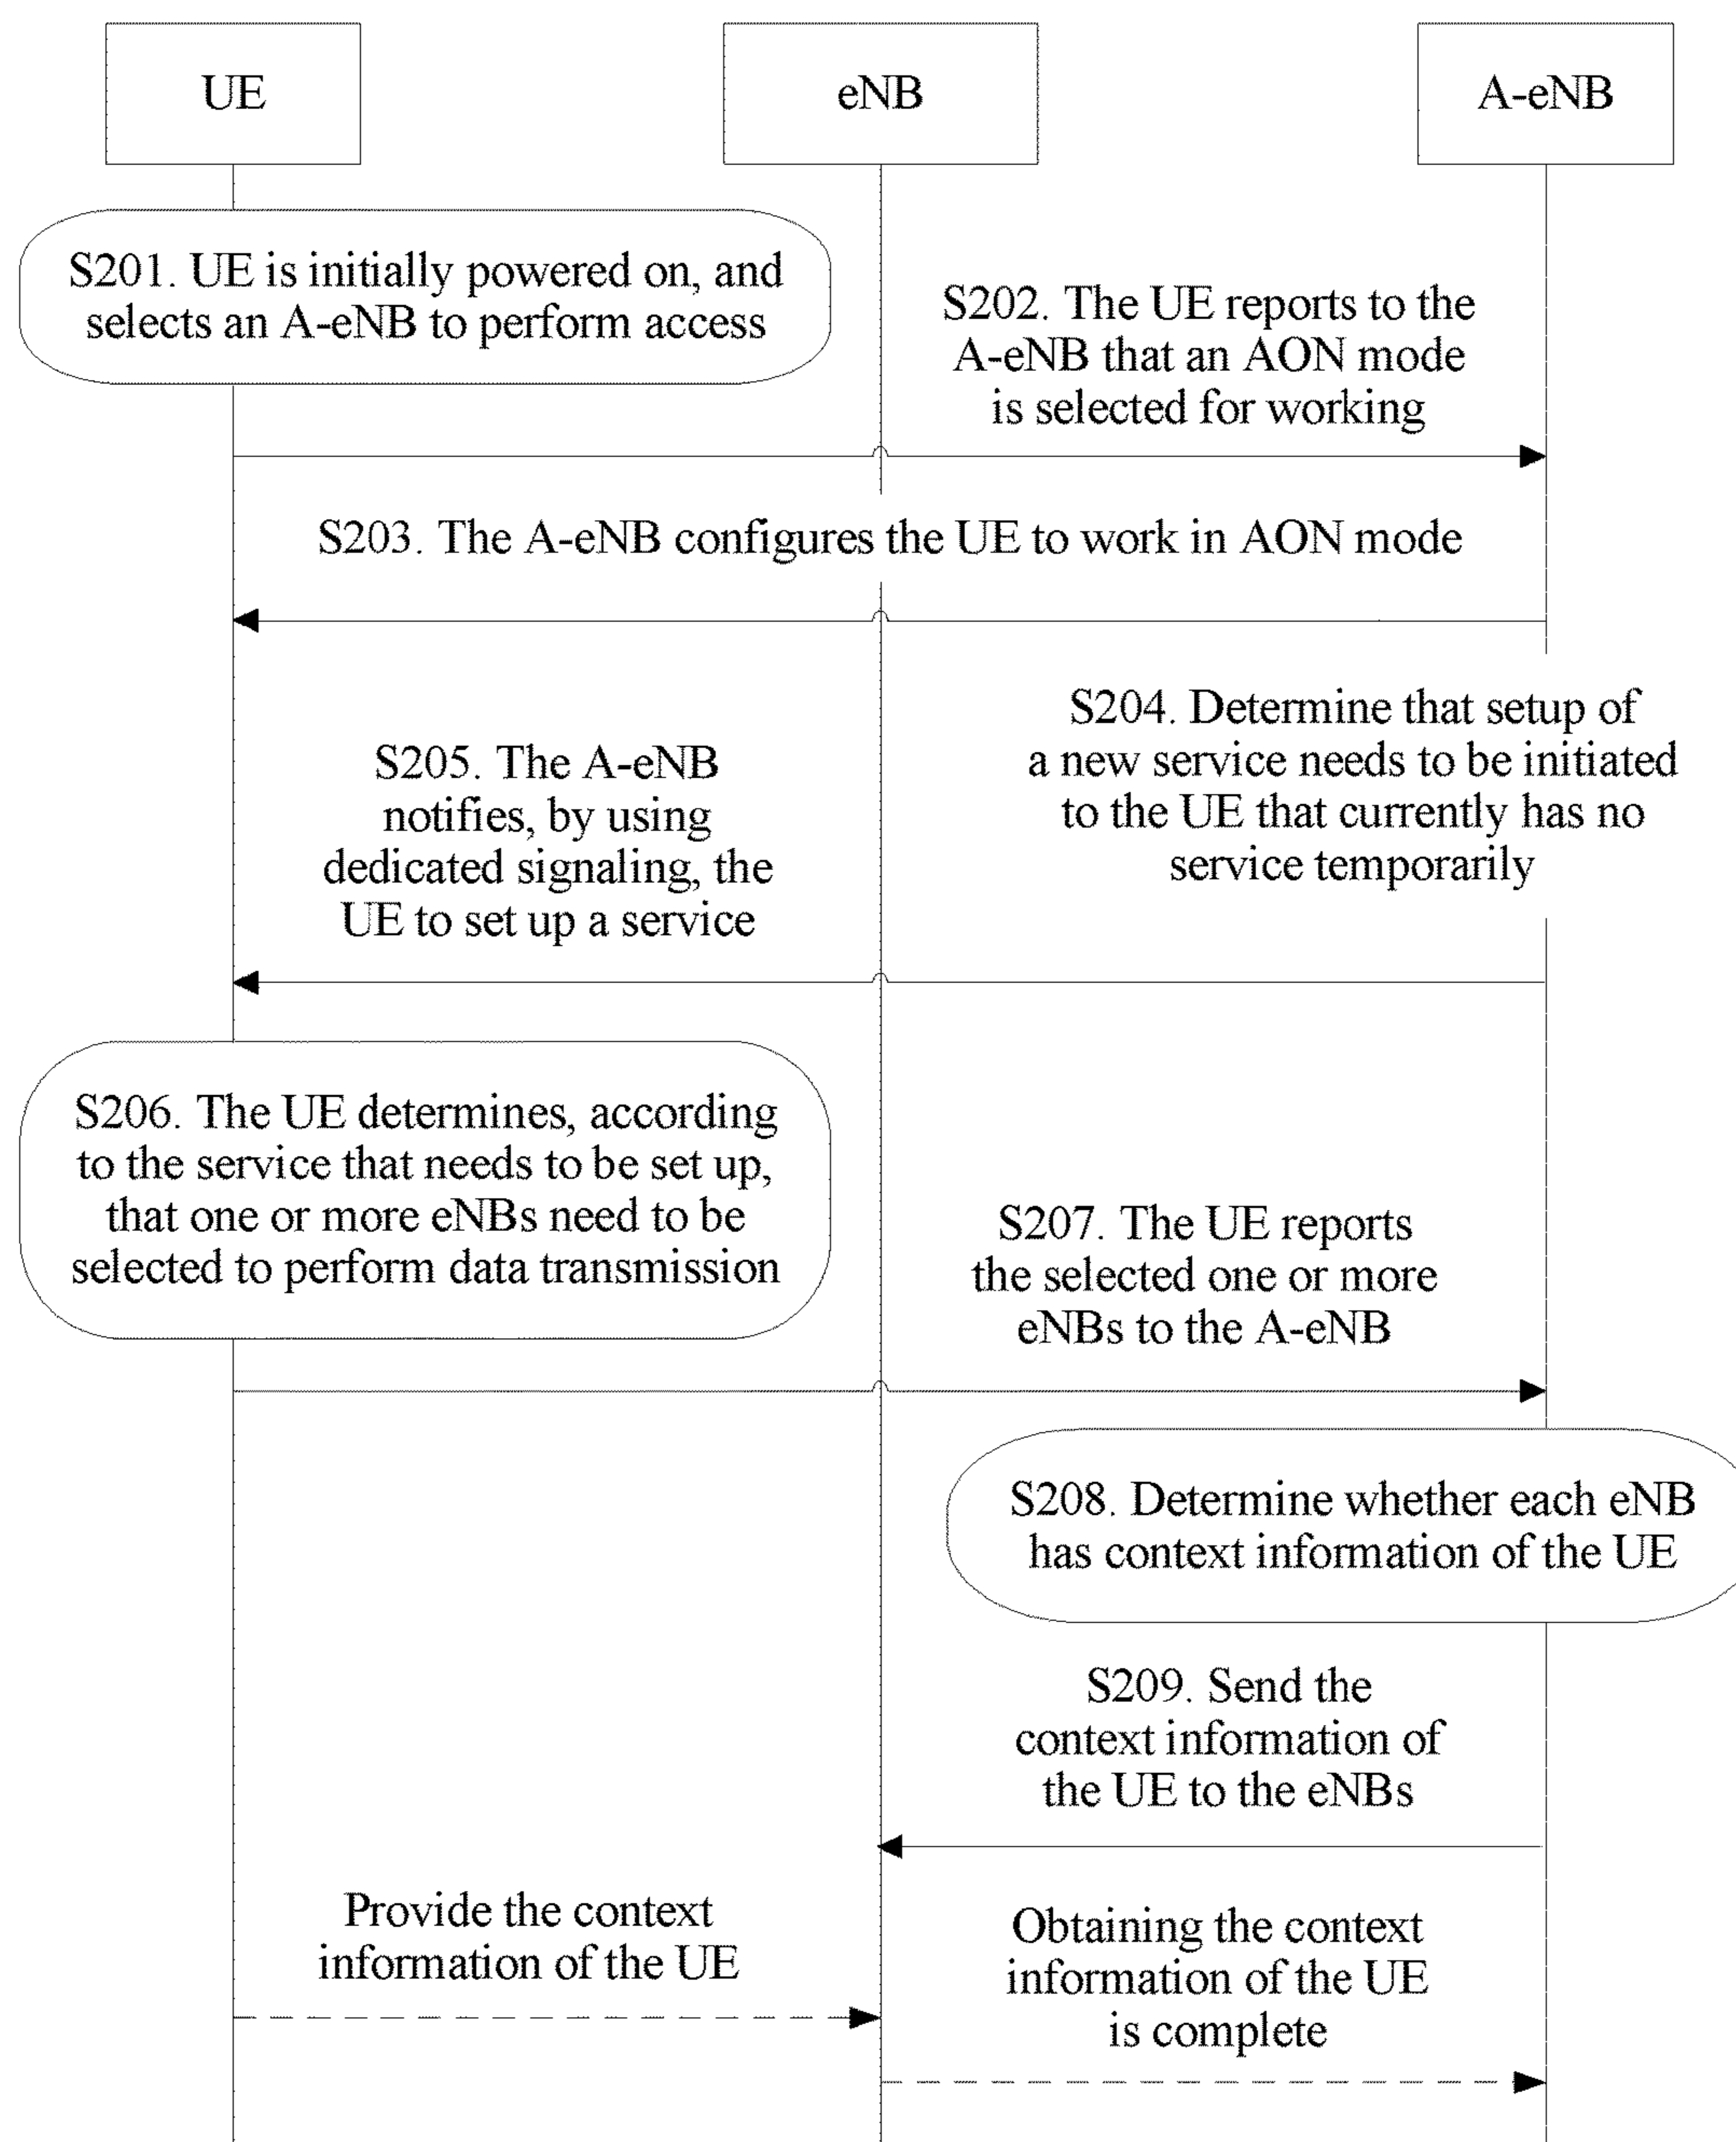 UE
eNB
A-eNB
S201. UE is initially powered on, and
selects an A-eNB to perform access
S202. The UE reports to the
A-eNB that an AON mode
is selected for working
S203. The A-eNB configures the UE to work in AON mode
S204. Determine that setup of
a new service needs to be initiated
to the UE that currently has no
service temporarily
S205. The A-eNB
notifies, by using
dedicated signaling, the
UE to set up a service
S206. The UE determines, according
to the service that needs to be set up,
that one or more eNBs need to be
selected to perform data transmission
S207. The UE reports
the selected one or more
eNBs to the A-eNB
S208. Determine whether each eNB
has context information of the UE
S209. Send the
context information of
the UE to the eNBs
Provide the context
information of the UE
Obtaining the context
information of the UE
is complete